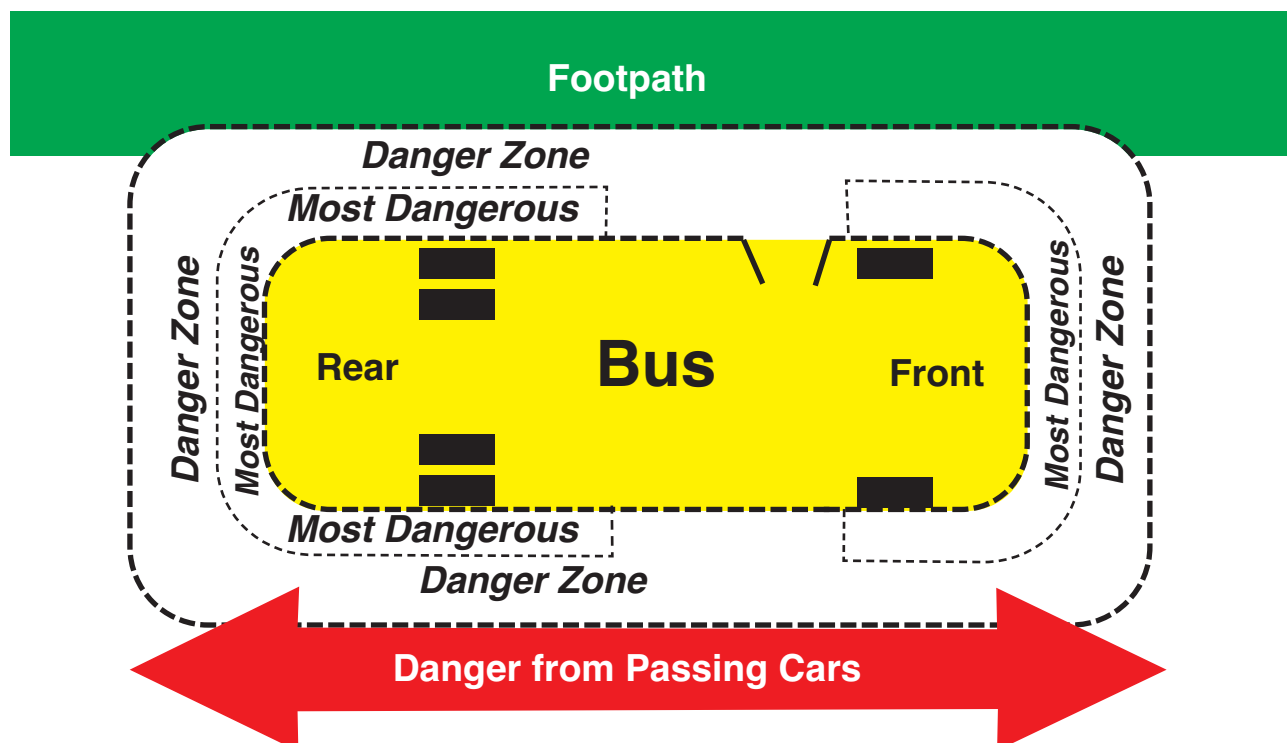 Footpath
Danger Zone
Most Dangerous
Danger Zone
Most Dangerous
Rear
Bus
Front
Most Dangerous
Danger Zone
Most Dangerous
Danger Zone
Danger from Passing Cars